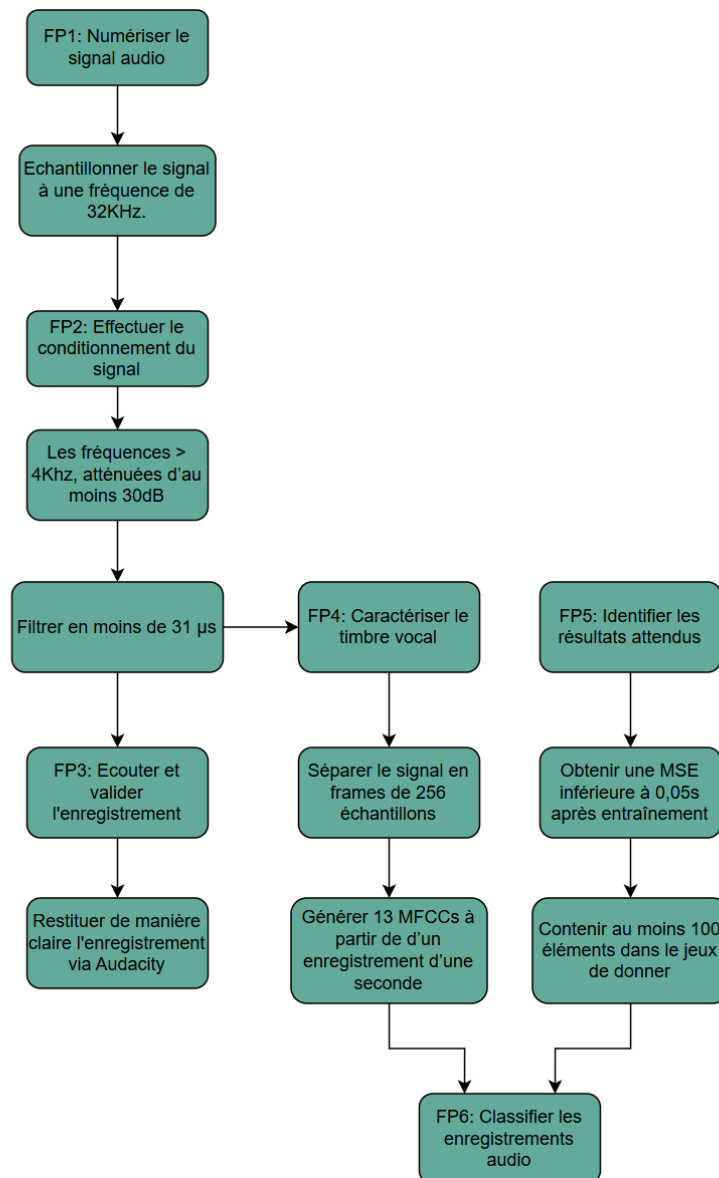 FP1: Numériser le
signal audio
Echantillonner le signal
à une fréquence de
32KHz.
FP2: Effectuer le
conditionnement du
signal
Les fréquences >
4Khz, atténuées d’au
moins 30dB
Filtrer en moins de 31 µs
FP3: Ecouter et
valider
l'enregistrement
Restituer de manière
claire l'enregistrement
via Audacity
FP4: Caractériser le
timbre vocal
Séparer le signal en
frames de 256
échantillons
Générer 13 MFCCs à
partir de d’un
enregistrement d’une
seconde
FP5: Identifier les
résultats attendus
Obtenir une MSE
inférieure à 0,05s
après entraînement
Contenir au moins 100
éléments dans le jeux
de donner
FP6: Classifier les
enregistrements
audio